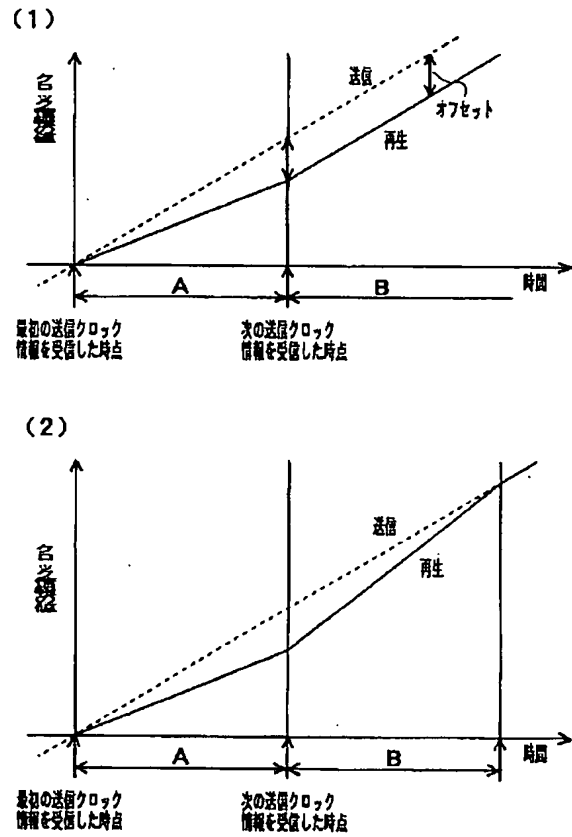 (1)
送信
オフセット
再生
時間
A
B
最初の送信クロック
情報を受信した時点
次の送信クロック
情報を受信した時点
(2)
送信
再生
時間
A
B
最初の送信クロック
情報を受信した時点
次の送信クロック
情報を受信した時点